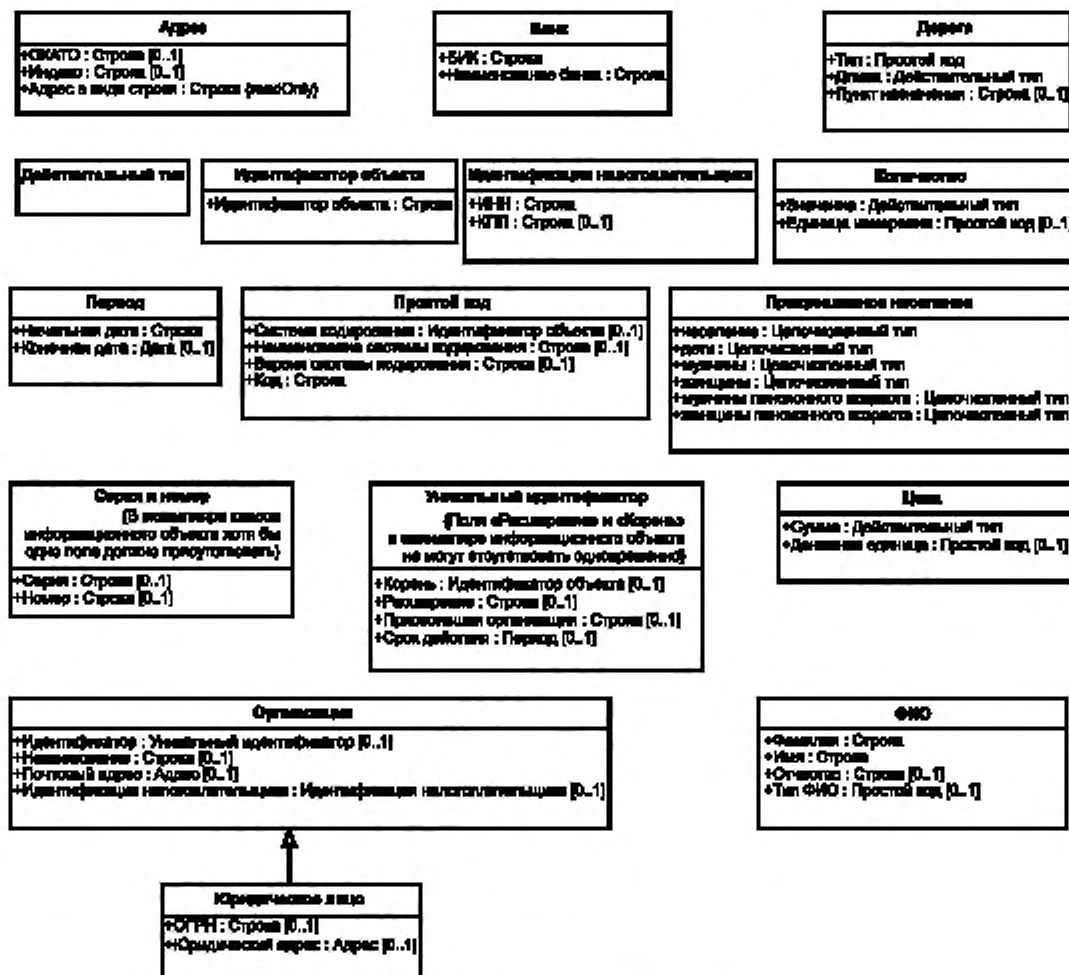 Адрес
+ОКАТО : Строка [0..1]
+Индекс : Строка [0..1]
+Адрес в виде строки : Строка {readOnly}
Банк
+БИК : Строка
+Наименование банка : Строка
Дорога
+Тип : Простой код
+Длина : Действительный тип
+Пункт назначения : Строка [0..1]
Действительный тип
Идентификатор объекта
+Идентификатор объекта : Строка
Идентификация налогоплательщика
+ИНН : Строка
+КПП : Строка [0..1]
Количество
+Значение : Действительный тип
+Единица измерения : Простой код [0..1]
Период
+Начальная дата : Строка
+Конечная дата : Дата [0..1]
Простой код
+Система кодирования : Идентификатор объекта [0..1]
+Наименование системы кодирования : Строка [0..1]
+Версия системы кодирования : Строка [0..1]
+Код : Строка
Прикрепленное население
+население : Целочисленный тип
+дети : Целочисленный тип
+мужчины : Целочисленный тип
+женщины : Целочисленный тип
+мужчины пенсионного возраста : Целочисленный тип
+женщины пенсионного возраста : Целочисленный тип
Серия и номер
{В экземпляре класса
информационного объекта хотя бы
одно поле должно присутствовать}
+Серия : Строка [0..1]
+Номер : Строка [0..1]
Уникальный идентификатор
{Поля «Расширение» и «Корень»
в экземпляре информационного объекта
не могут отсутствовать одновременно}
+Корень : Идентификатор объекта [0..1]
+Расширение : Строка [0..1]
+Присвоившая организация : Строка [0..1]
+Срок действия : Период [0..1]
Цена
+Сумма : Действительный тип
+Денежная единица : Простой код [0..1]
Организация
+Идентификатор : Уникальный идентификатор [0..1]
+Наименование : Строка [0..1]
+Почтовый адрес : Адрес [0..1]
+Идентификация налогоплательщика : Идентификация налогоплательщика [0..1]
ФИО
+Фамилия : Строка
+Имя : Строка
+Отчество : Строка [0..1]
+Тип ФИО : Простой код [0..1]
Юридическое лицо
+ОГРН : Строка [0..1]
+Юридический адрес : Адрес [0..1]